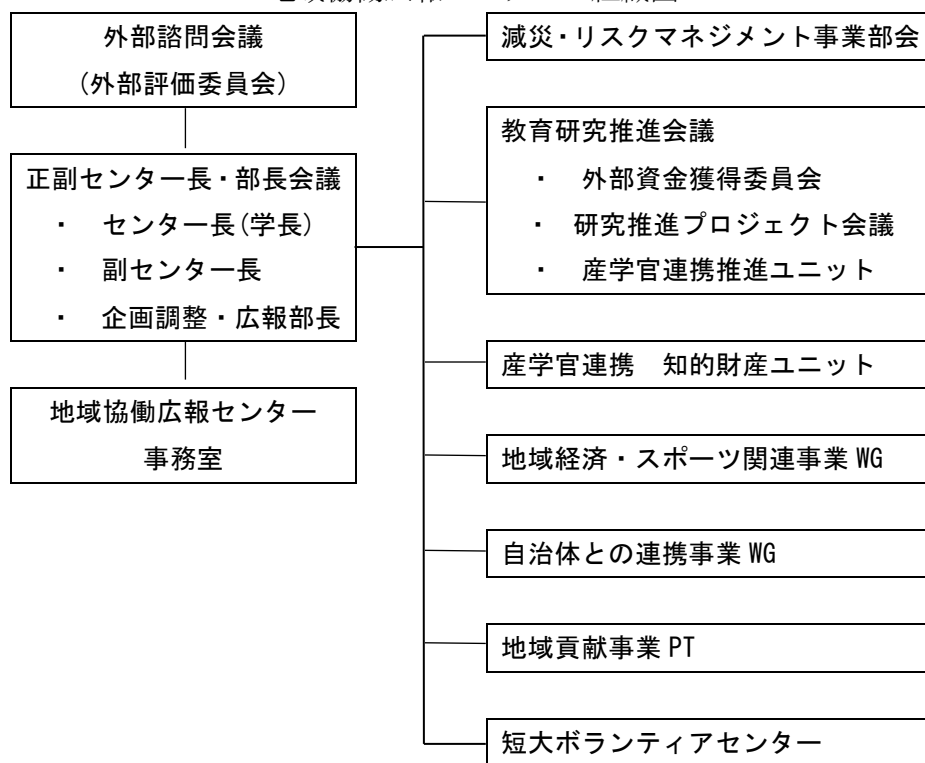 外部諮問会議
(外部評価委員会)
正副センター長・部長会議
・ センター長(学長)
・ 副センター長
・ 企画調整・広報部長
地域協働広報センター
事務室
減災・リスクマネジメント事業部会
教育研究推進会議
・ 外部資金獲得委員会
・ 研究推進プロジェクト会議
・ 産学官連携推進ユニット
産学官連携　知的財産ユニット
地域経済・スポーツ関連事業 WG
自治体との連携事業 WG
地域貢献事業 PT
短大ボランティアセンター